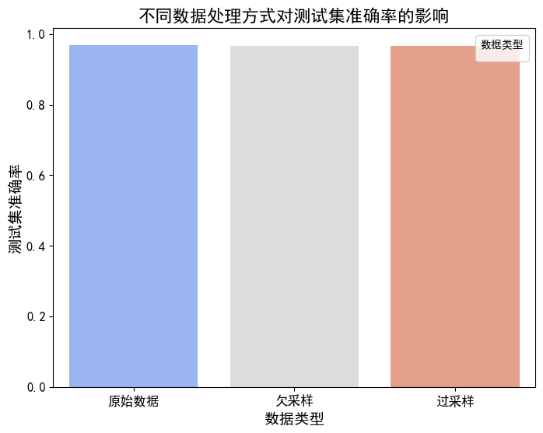 不同数据处理方式对测试集准确率的影响
数据类型
测试集准确率
1.0
0.8
0.6
0.4
0.2
0.0
原始数据
欠采样
过采样
数据类型